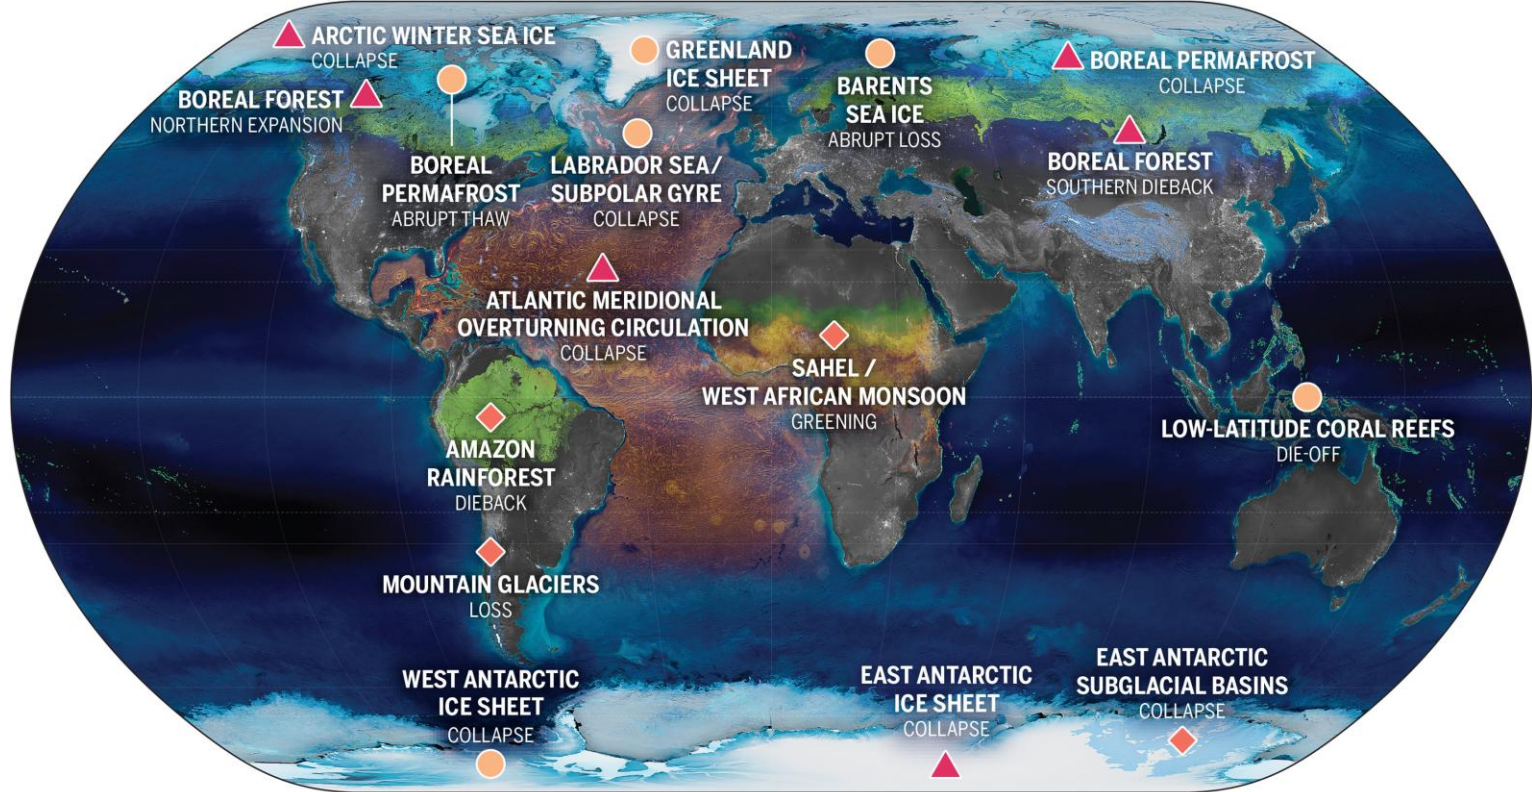 ARCTIC WINTER SEA ICE
COLLAPSE
GREENLAND
ICE SHEET
COLLAPSE
BARENTS
SEA ICE
ABRUPT LOSS
BOREAL PERMAFROST
COLLAPSE
BOREAL FOREST
NORTHERN EXPANSION
BOREAL
PERMAFROST
ABRUPT THAW
LABRADOR SEA/
SUBPOLAR GYRE
COLLAPSE
BOREAL FOREST
SOUTHERN DIEBACK
ATLANTIC MERIDIONAL
OVERTURNING CIRCULATION
COLLAPSE
SAHEL /
WEST AFRICAN MONSOON
GREENING
LOW-LATITUDE CORAL REEFS
DIE-OFF
AMAZON
RAINFOREST
DIEBACK
MOUNTAIN GLACIERS
LOSS
WEST ANTARCTIC
ICE SHEET
COLLAPSE
EAST ANTARCTIC
ICE SHEET
COLLAPSE
EAST ANTARCTIC
SUBGLACIAL BASINS
COLLAPSE